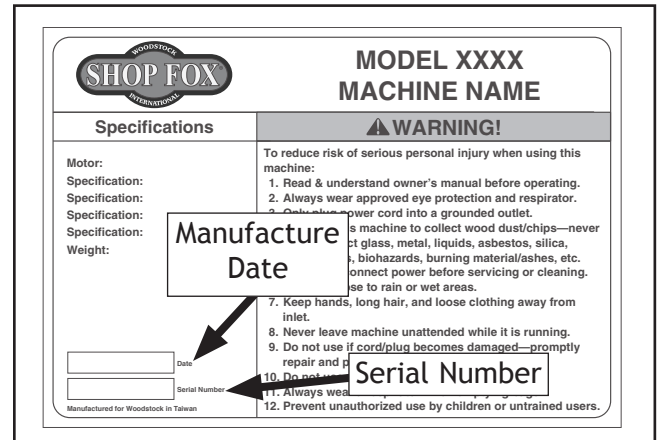 WOODSTOCK
SHOP FOX
INTERNATIONAL
MODEL XXXX
MACHINE NAME
Specifications
WARNING!
Motor:
Specification:
Specification:
Specification:
Specification:
Weight:
To reduce risk of serious personal injury when using this
machine:
1. Read & understand owner's manual before operating.
2. Always wear approved eye protection and respirator.
power cord into a grounded outlet.
machine to collect wood dust/chips—never
glass, metal, liquids, asbestos, silica,
biohazards, burning material/ashes, etc.
power before servicing or cleaning.
to rain or wet areas.
7. Keep hands, long hair, and loose clothing away from
inlet.
8. Never leave machine unattended while it is running.
9. Do not use if cord/plug becomes damaged—promptly
repair and
10. Do not
11. Always
12. Prevent unauthorized use by children or untrained users.
Manufacture
Date
Serial Number
Date
Serial Number
Manufactured for Woodstock in Taiwan